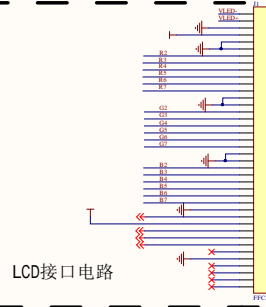 J1
VLED-
VLED+
R2
R3
R4
R5
R6
R7
G2
G3
G4
G5
G6
G7
B2
B3
B4
B5
B6
B7
LCD接口电路
FFC